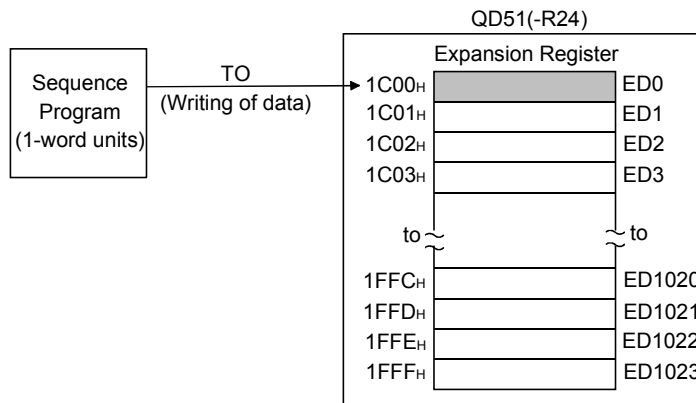 QD51(-R24)
Expansion Register
Sequence
Program
(1-word units)
TO
(Writing of data)
1C00H ED0
1C01H ED1
1C02H ED2
1C03H ED3
to to
1FFCH ED1020
1FFDH ED1021
1FFEH ED1022
1FFFH ED1023